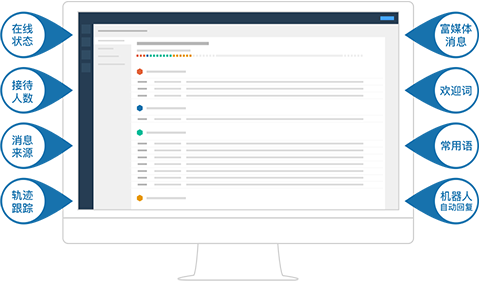 在线
状态
接待
人数
消息
来源
轨迹
跟踪
富媒体
消息
欢迎词
常用语
机器人
自动回复